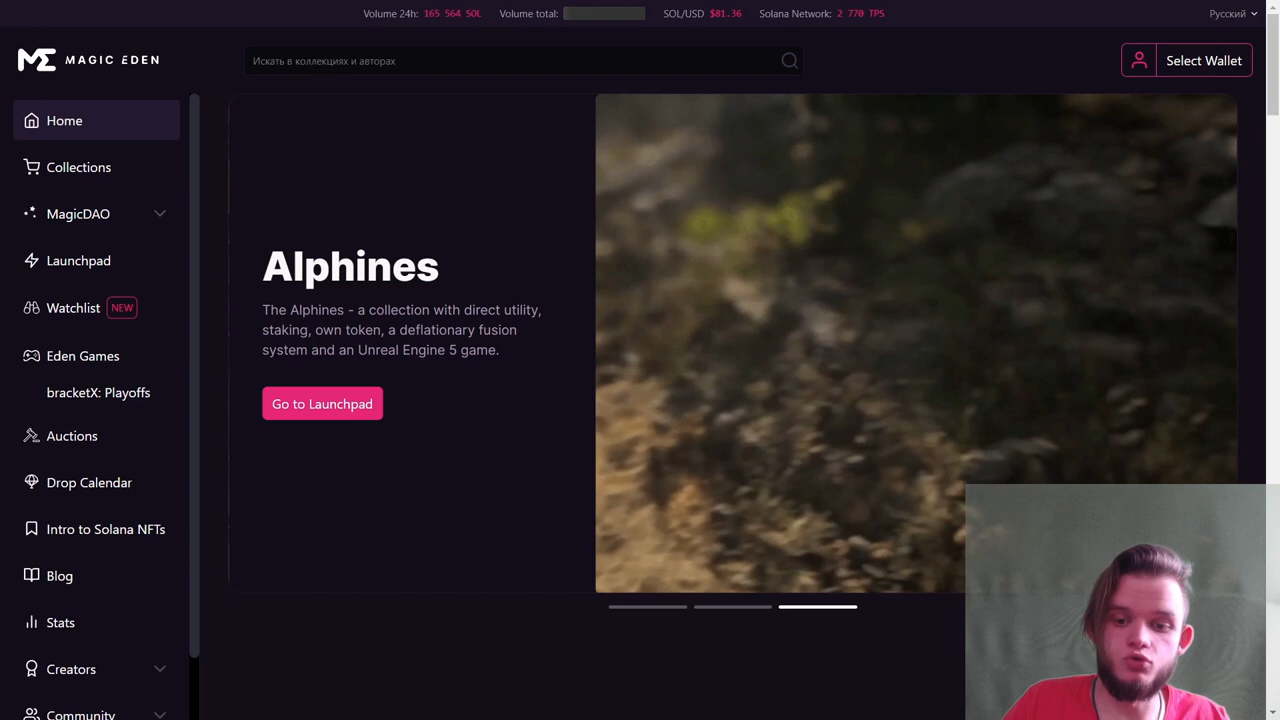 Volume 24h: 165 564 SOL Volume total: SOL/USD $81.36 Solana Network: 2 770 TPS Русский
MAGIC EDEN
Искать в коллекциях и авторах
Select Wallet
Home
Collections
MagicDAO
Launchpad
Watchlist NEW
Eden Games
bracketX: Playoffs
Auctions
Drop Calendar
Intro to Solana NFTs
Blog
Stats
Creators
Community
Alphines
The Alphines - a collection with direct utility,
staking, own token, a deflationary fusion
system and an Unreal Engine 5 game.
Go to Launchpad